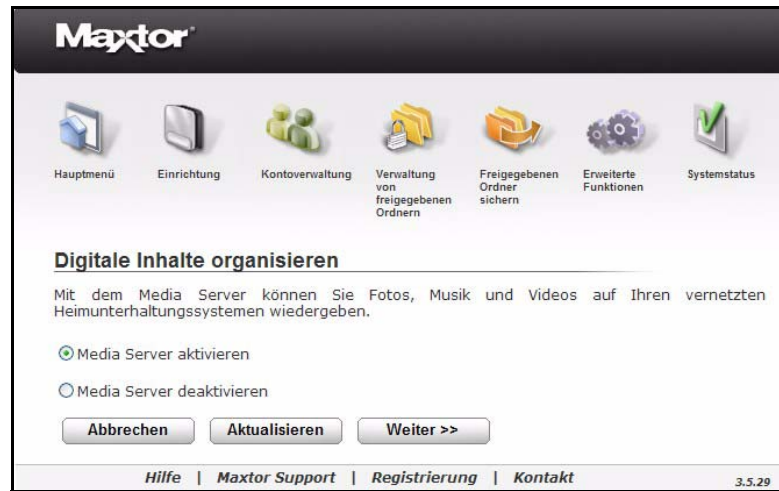 Maxtor
Hauptmenü
Einrichtung
Kontoverwaltung
Verwaltung
von
freigegebenen
Ordnern
Freigegebenen
Ordner
sichern
Erweiterte
Funktionen
Systemstatus
Digitale Inhalte organisieren
Mit dem Media Server können Sie Fotos, Musik und Videos auf Ihren vernetzten
Heimunterhaltungssystemen wiedergeben.
Media Server aktivieren
Media Server deaktivieren
Abbrechen Aktualisieren Weiter >>
Hilfe | Maxtor Support | Registrierung | Kontakt 3.5.29